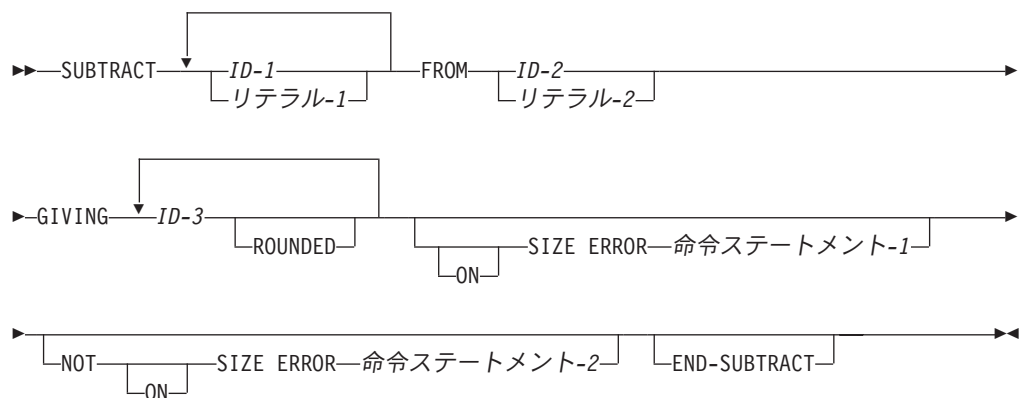 SUBTRACT ID-1 FROM ID-2
リテラル-1 リテラル-2
GIVING ID-3
ROUNDED SIZE ERROR 命令ステートメント-1
ON
NOT SIZE ERROR 命令ステートメント-2 END-SUBTRACT
ON